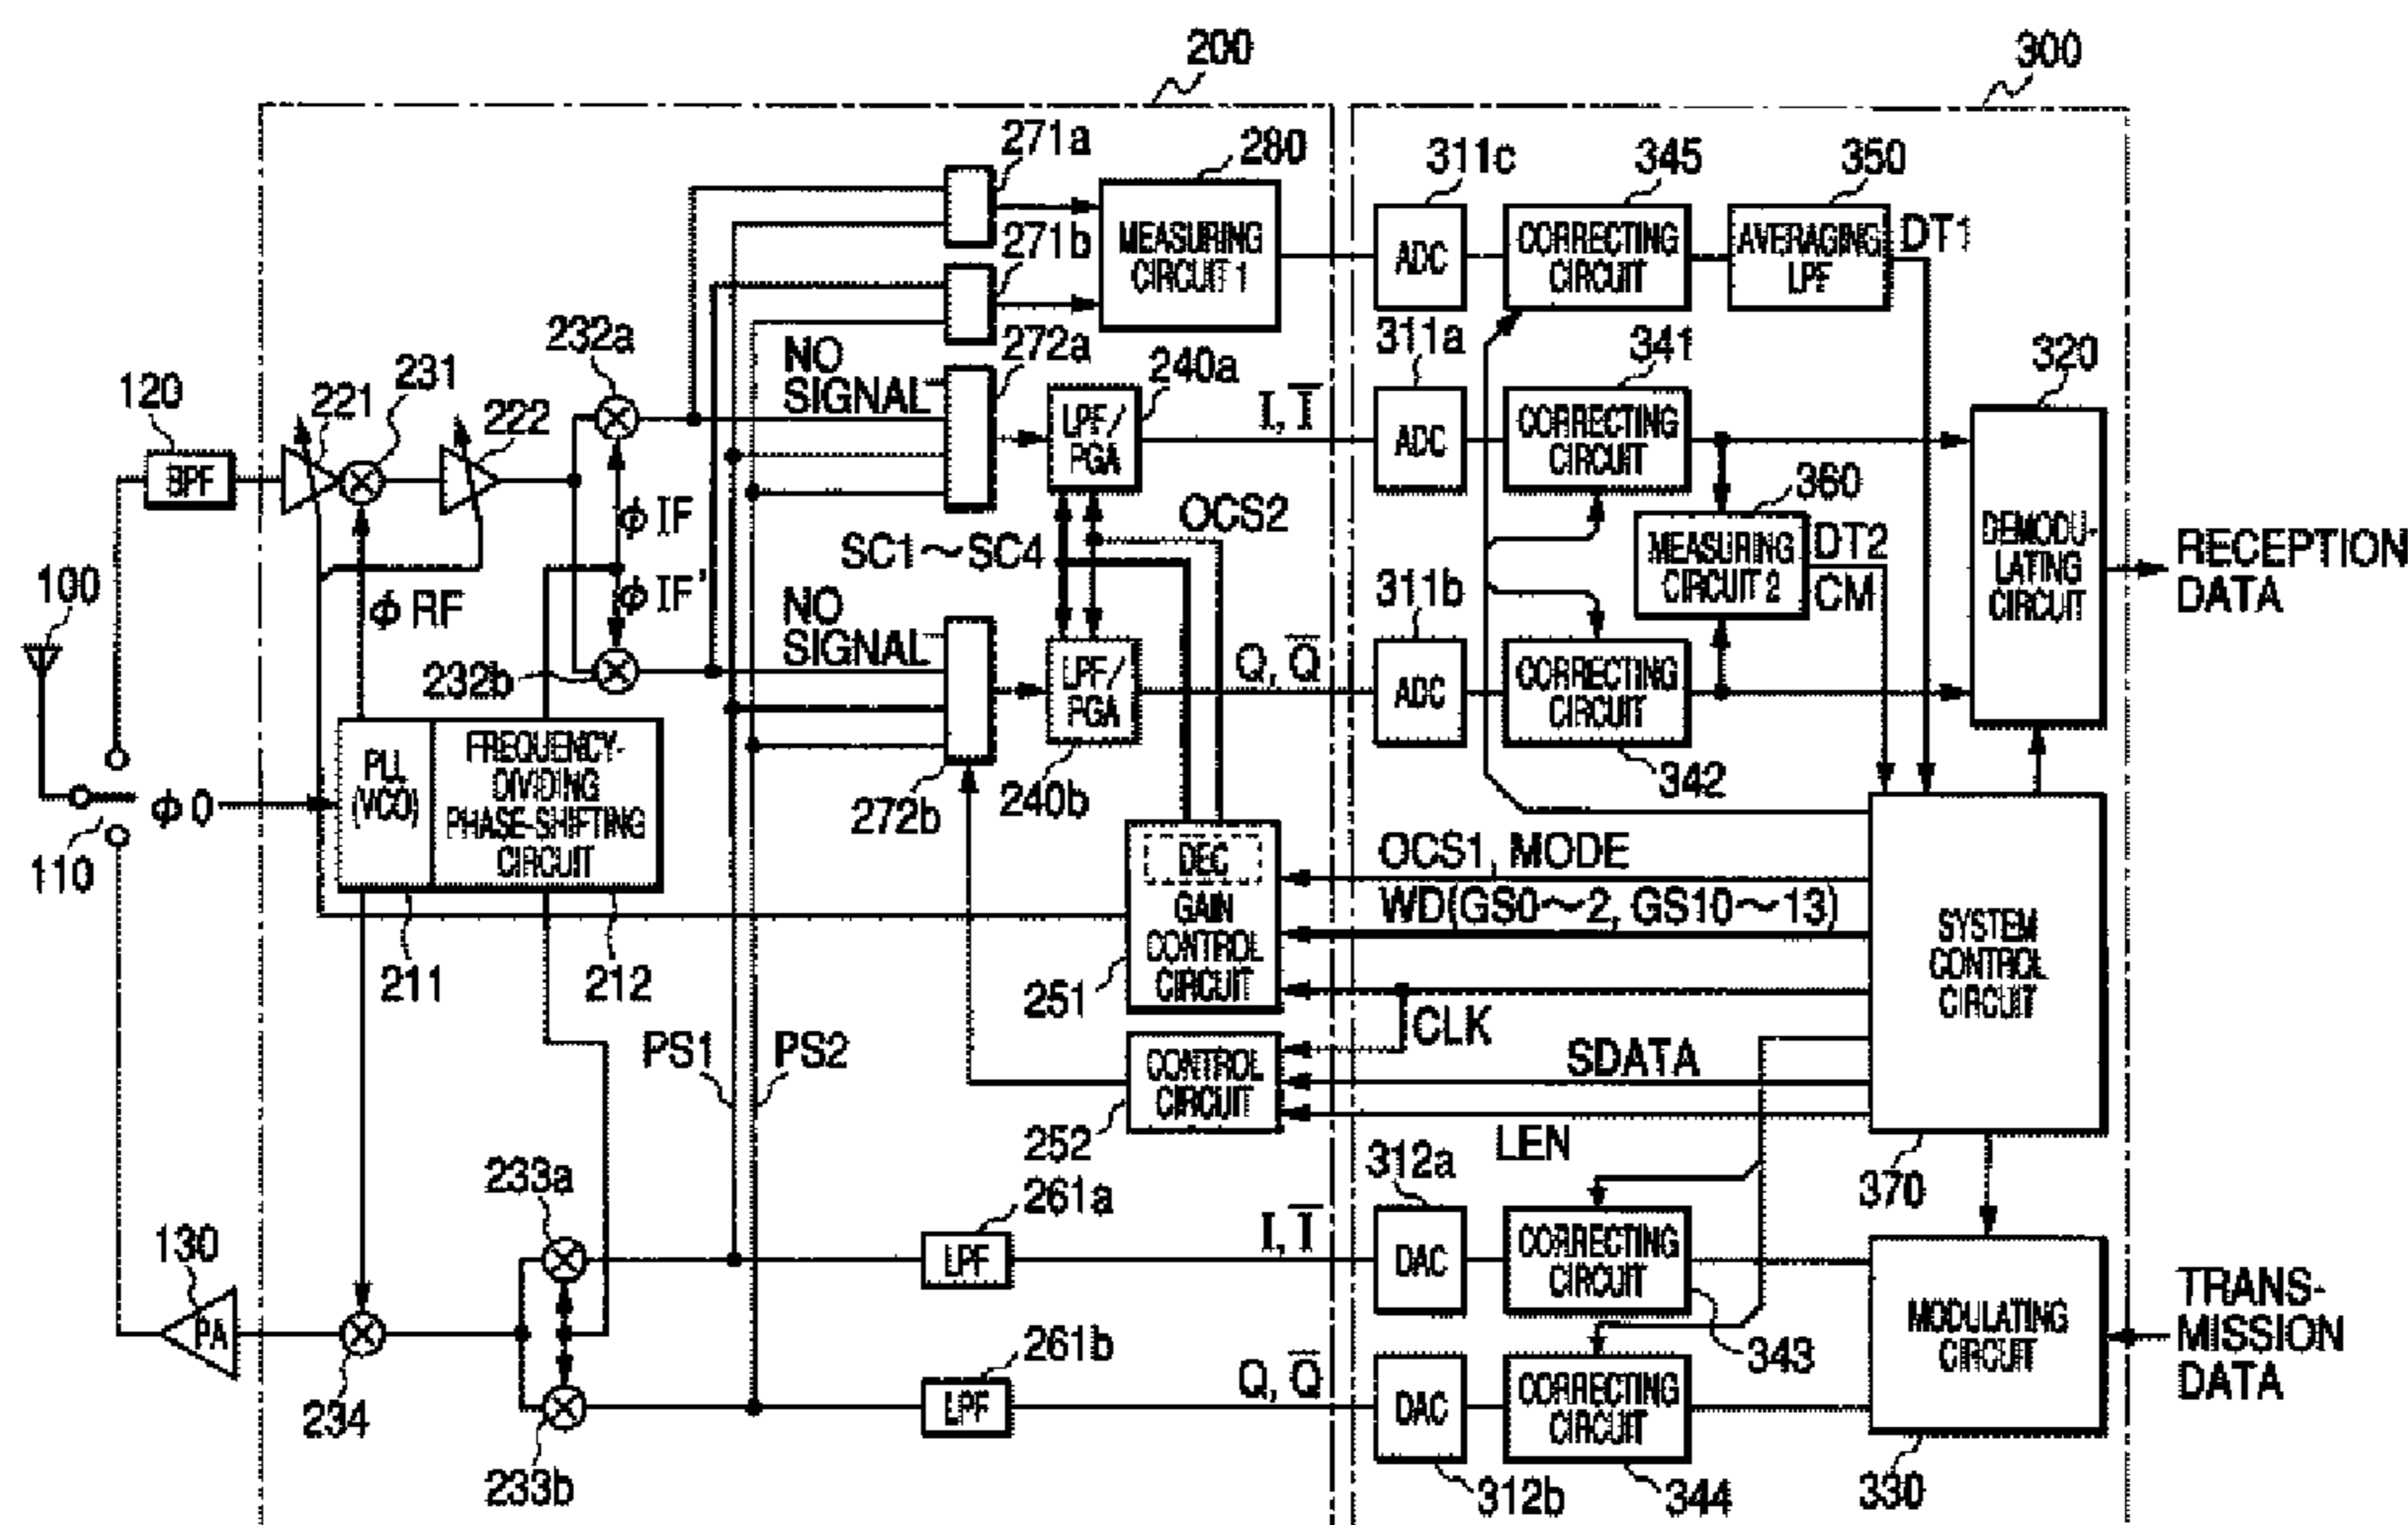 200
300
271a
280
311c
345
350
MEASURING
CIRCUIT 1
ADC
CORRECTING
CIRCUIT
AVERAGING
LPF
DT1
271b
232a
272a
311a
341
320
120
221
231
222
NO
SIGNAL
240a
BPF
LPF/
PGA
I, Ī
ADC
CORRECTING
CIRCUIT
360
OCS2
SC1～SC4
MEASURING
CIRCUIT 2
DT2
CM
DEMODU-
LATING
CIRCUIT
RECEPTION
DATA
100
ϕ RF
ϕ IF
ϕ IF'
NO
SIGNAL
311b
232b
LPF/
PGA
Q, Q̅
ADC
CORRECTING
CIRCUIT
342
ϕ 0
110
PLL
(VCO)
FREQUENCY-
DIVIDING
PHASE-SHIFTING
CIRCUIT
211
212
272b
240b
DEC
GAIN
CONTROL
CIRCUIT
251
OCS1, MODE
WD(GS0～2, GS10～13)
CLK
SYSTEM
CONTROL
CIRCUIT
PS1
PS2
CONTROL
CIRCUIT
252
SDATA
LEN
370
233a
261a
312a
130
PA
LPF
I, Ī
DAC
CORRECTING
CIRCUIT
343
MODULATING
CIRCUIT
TRANS-
MISSION
DATA
234
233b
261b
LPF
Q, Q̅
DAC
CORRECTING
CIRCUIT
312b
344
330